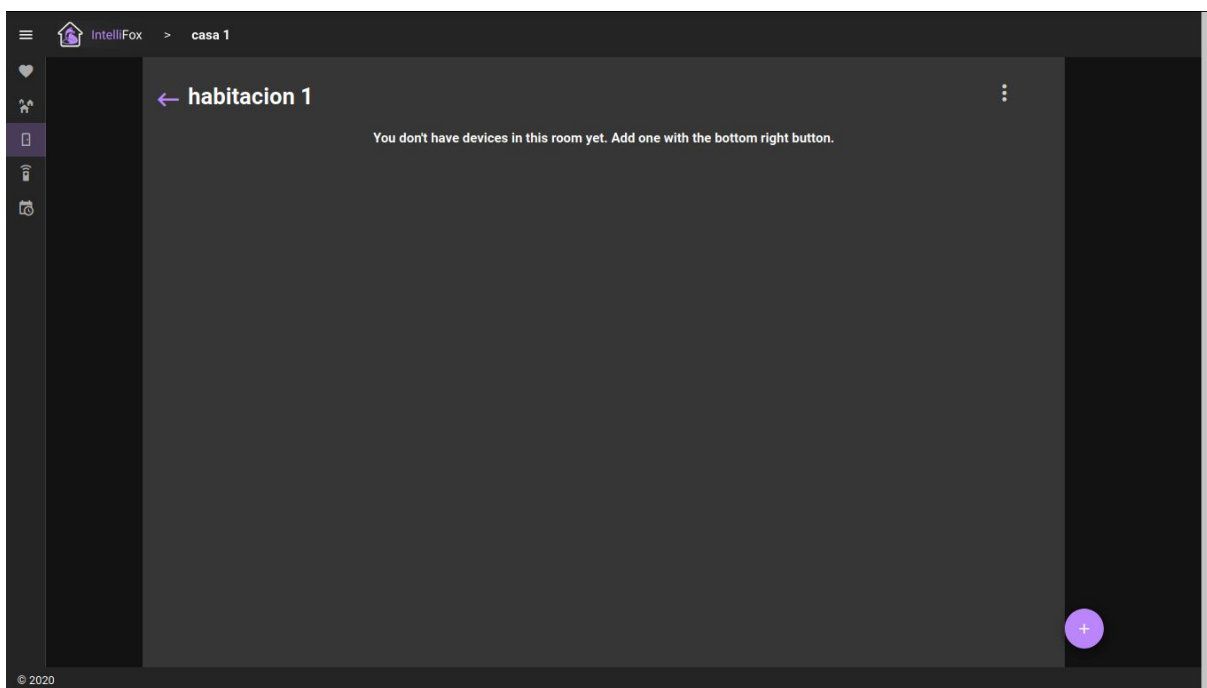 IntelliFox > casa 1
habitacion 1
You don't have devices in this room yet. Add one with the bottom right button.
+
© 2020